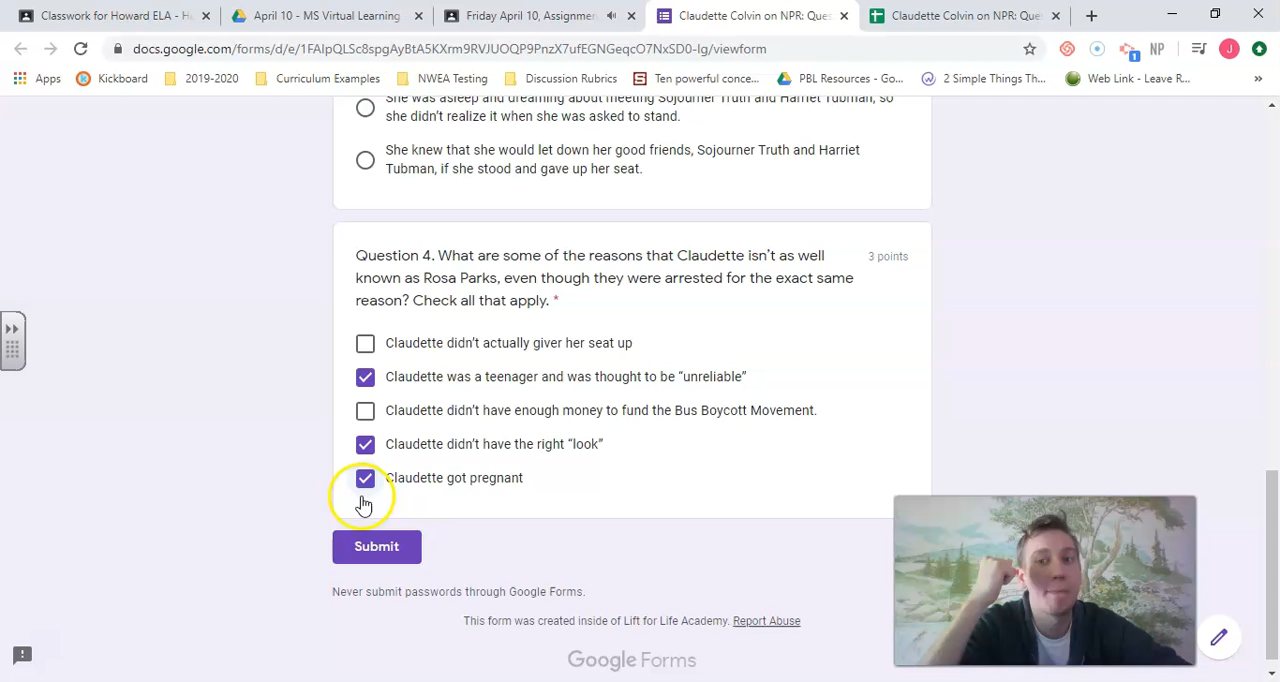 Classwork for Howard ELA - H
April 10 - MS Virtual Learning
Friday April 10, Assignmen
Claudette Colvin on NPR: Ques
Claudette Colvin on NPR: Ques
docs.google.com/forms/d/e/1FAIpQLSc8spgAyBtA5KXrm9RVJUOQP9PnzX7ufEGNGeqcO7NxSD0-Ig/viewform
1
NP
J
Apps
Kickboard
2019-2020
Curriculum Examples
NWEA Testing
Discussion Rubrics
Ten powerful conce...
PBL Resources - Go...
2 Simple Things Th...
Web Link - Leave R...
»
She was asleep and dreaming about meeting Sojourner Truth and Harriet Tubman, so
she didn't realize it when she was asked to stand.
She knew that she would let down her good friends, Sojourner Truth and Harriet
Tubman, if she stood and gave up her seat.
Question 4. What are some of the reasons that Claudette isn't as well
known as Rosa Parks, even though they were arrested for the exact same
reason? Check all that apply. *
3 points
Claudette didn't actually giver her seat up
Claudette was a teenager and was thought to be “unreliable”
Claudette didn't have enough money to fund the Bus Boycott Movement.
Claudette didn't have the right “look”
Claudette got pregnant
Submit
Never submit passwords through Google Forms.
This form was created inside of Lift for Life Academy. Report Abuse
Google Forms